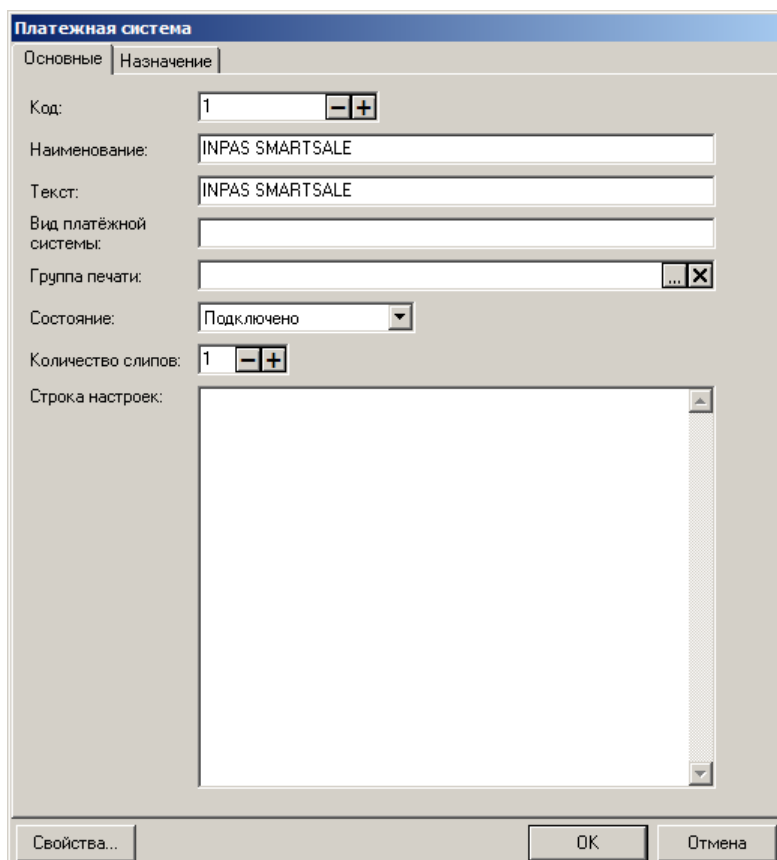 Платежная система
Основные Назначение
Код: 1
Наименование: INPAS SMARTSALE
Текст: INPAS SMARTSALE
Вид платёжной
системы:
Группа печати: ...
Состояние: Подключено
Количество слипов: 1
Строка настроек:
Свойства... OK Отмена